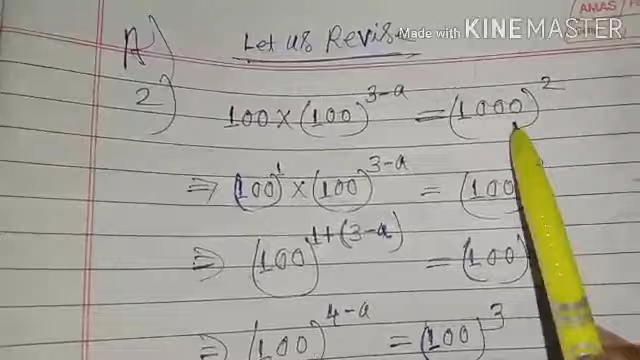 AMAS
Made with KINEMASTER
A) Let us Revise
2) 100 × (100)^3-a = (1000)^2
⇒ (100)^1 × (100)^3-a = (100
⇒ (100)^1+(3-a) = (100)
⇒ (100)^4-a = (100)^3